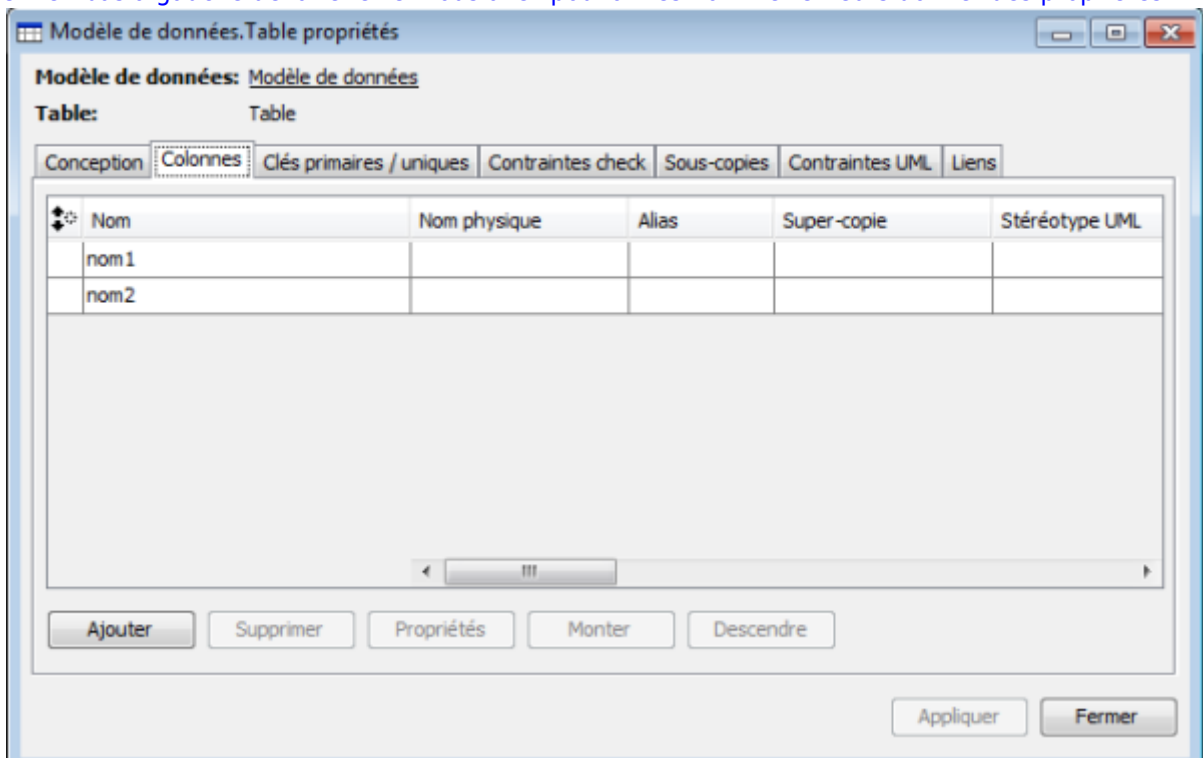 Modèle de données.Table propriétés
Modèle de données: Modèle de données
Table: Table
Conception Colonnes Clés primaires / uniques Contraintes check Sous-copies Contraintes UML Liens
Nom Nom physique Alias Super-copie Stéréotype UML
nom1
nom2
Ajouter Supprimer Propriétés Monter Descendre
Appliquer Fermer